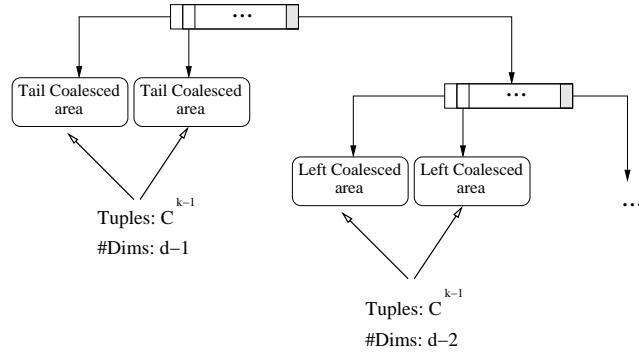 ...
Tail Coalesced
area
Tail Coalesced
area
...
Left Coalesced
area
Left Coalesced
area
...
Tuples: C^k−1
#Dims: d−1
Tuples: C^k−1
#Dims: d−2